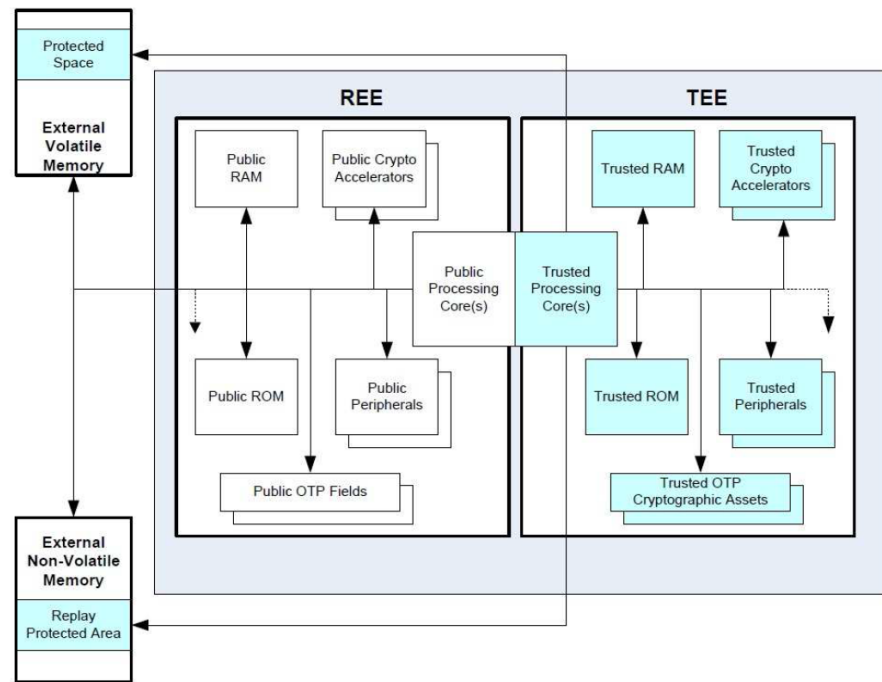 Protected
Space
External
Volatile
Memory
REE
TEE
Public
RAM
Public Crypto
Accelerators
Trusted RAM
Trusted
Crypto
Accelerators
Public
Processing
Core(s)
Trusted
Processing
Core(s)
Public ROM
Public
Peripherals
Trusted ROM
Trusted
Peripherals
Public OTP Fields
Trusted OTP
Cryptographic Assets
External
Non-Volatile
Memory
Replay
Protected Area